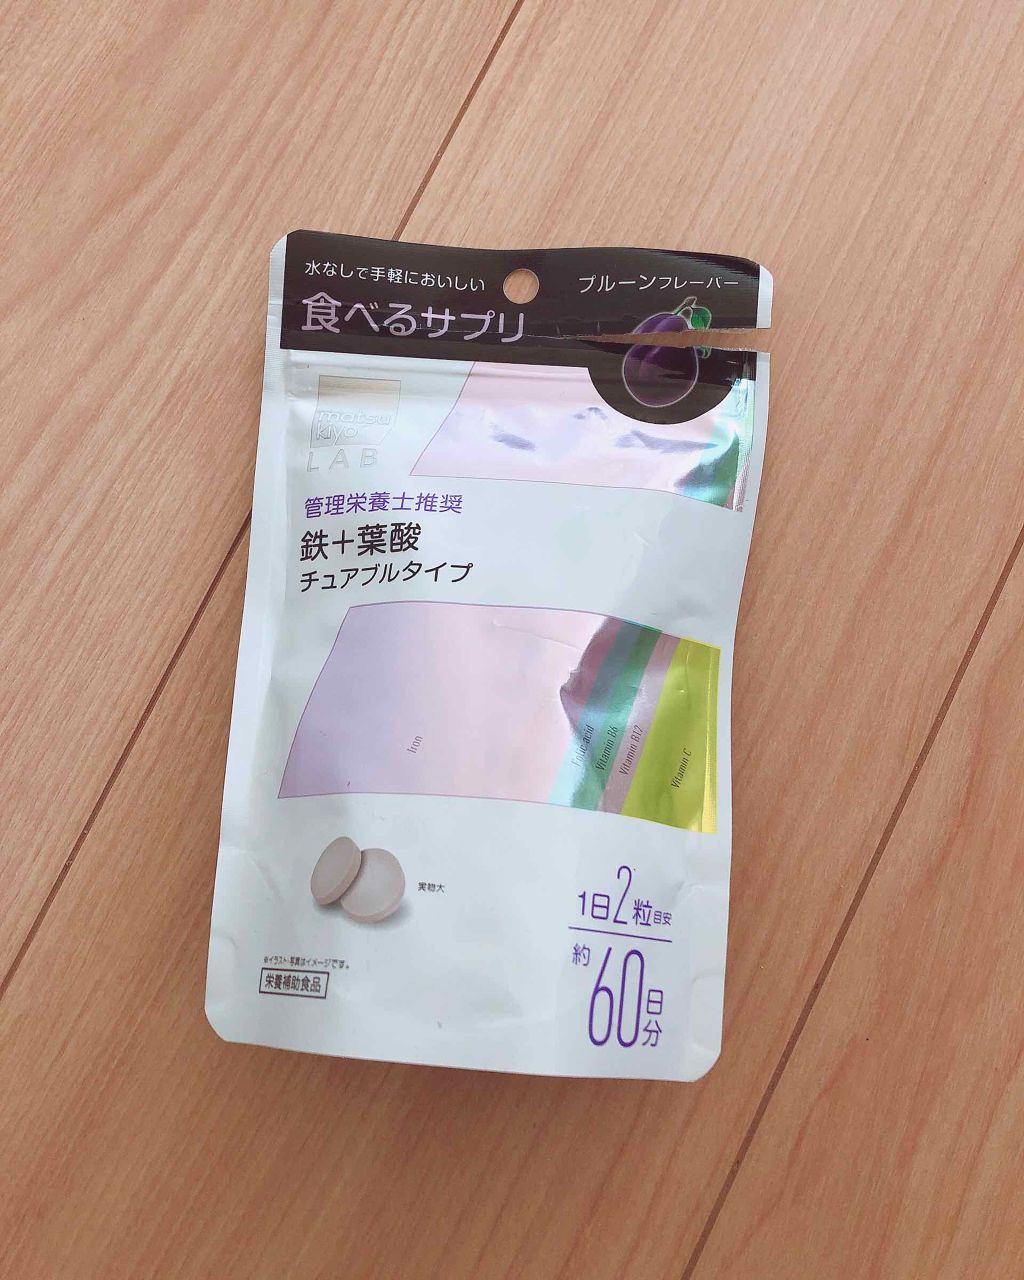 水なしで手軽においしい
食べるサプリ
プルーンフレーバー
matsu
kiyo
LAB
管理栄養士推奨
鉄+葉酸
チュアブルタイプ
Iron
Folic acid
Vitamin B6
Vitamin B12
Vitamin C
実物大
1日2粒目安
約60日分
※イラスト・写真はイメージです。
栄養補助食品